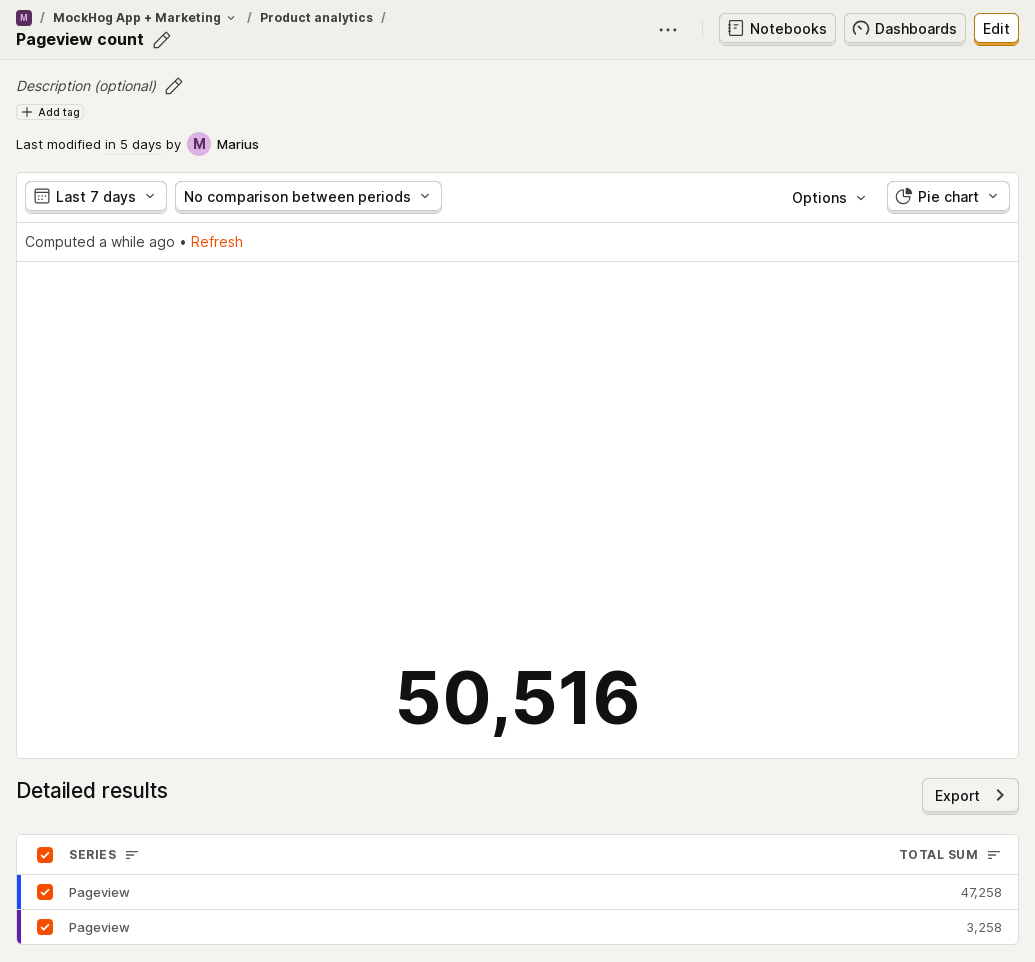 M / MockHog App + Marketing / Product analytics /
Pageview count
Notebooks
Dashboards
Edit
Description (optional)
Add tag
Last modified in 5 days by M Marius
Last 7 days
No comparison between periods
Options
Pie chart
Computed a while ago • Refresh
50,516
Detailed results
Export
SERIES TOTAL SUM
Pageview 47,258
Pageview 3,258